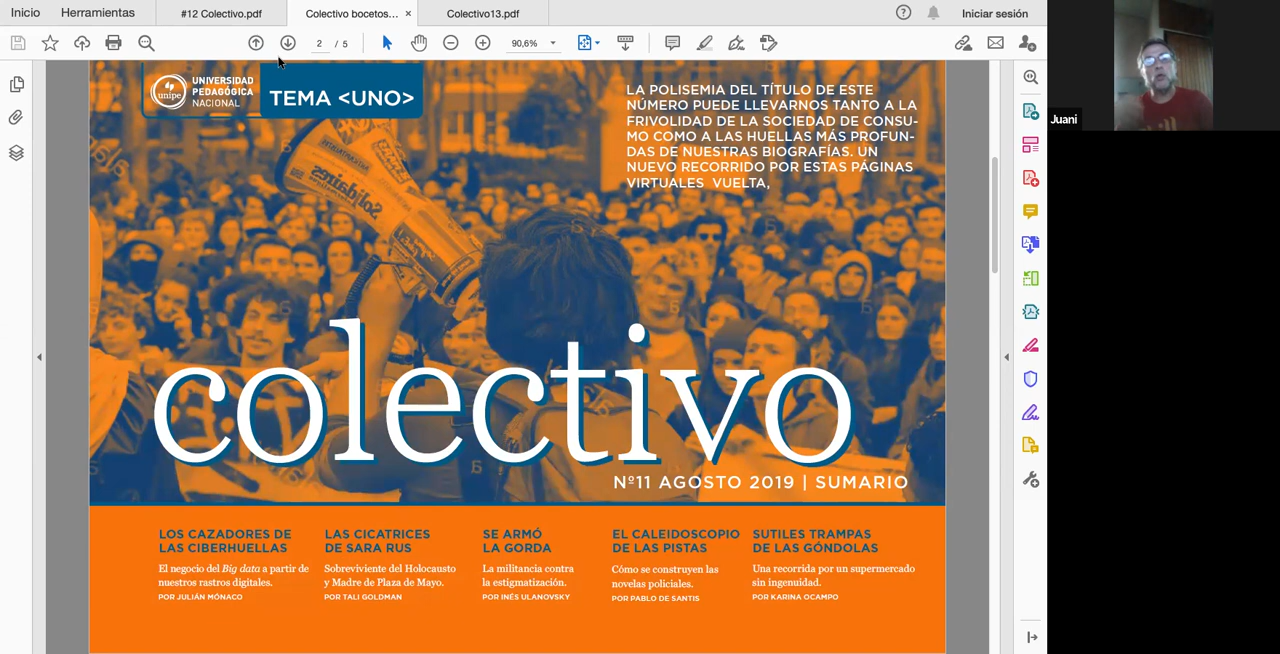 Inicio
Herramientas
#12 Colectivo.pdf
Colectivo bocetos... ×
Colectivo13.pdf
Iniciar sesión
2 / 5
90,6%
Juani
unipe
UNIVERSIDAD
PEDAGÓGICA
NACIONAL
TEMA <UNO>
LA POLISEMIA DEL TÍTULO DE ESTE
NÚMERO PUEDE LLEVARNOS TANTO A LA
FRIVOLIDAD DE LA SOCIEDAD DE CONSU-
MO COMO A LAS HUELLAS MÁS PROFUN-
DAS DE NUESTRAS BIOGRAFÍAS. UN
NUEVO RECORRIDO POR ESTAS PÁGINAS
VIRTUALES VUELTA,
colectivo
Nº11 AGOSTO 2019 | SUMARIO
LOS CAZADORES DE
LAS CIBERHUELLAS
El negocio del Big data a partir de
nuestros rastros digitales.
POR JULIÁN MÓNACO
LAS CICATRICES
DE SARA RUS
Sobreviviente del Holocausto
y Madre de Plaza de Mayo.
POR TALI GOLDMAN
SE ARMÓ
LA GORDA
La militancia contra
la estigmatización.
POR INÉS ULANOVSKY
EL CALEIDOSCOPIO
DE LAS PISTAS
Cómo se construyen las
novelas policiales.
POR PABLO DE SANTIS
SUTILES TRAMPAS
DE LAS GÓNDOLAS
Una recorrida por un supermercado
sin ingenuidad.
POR KARINA OCAMPO